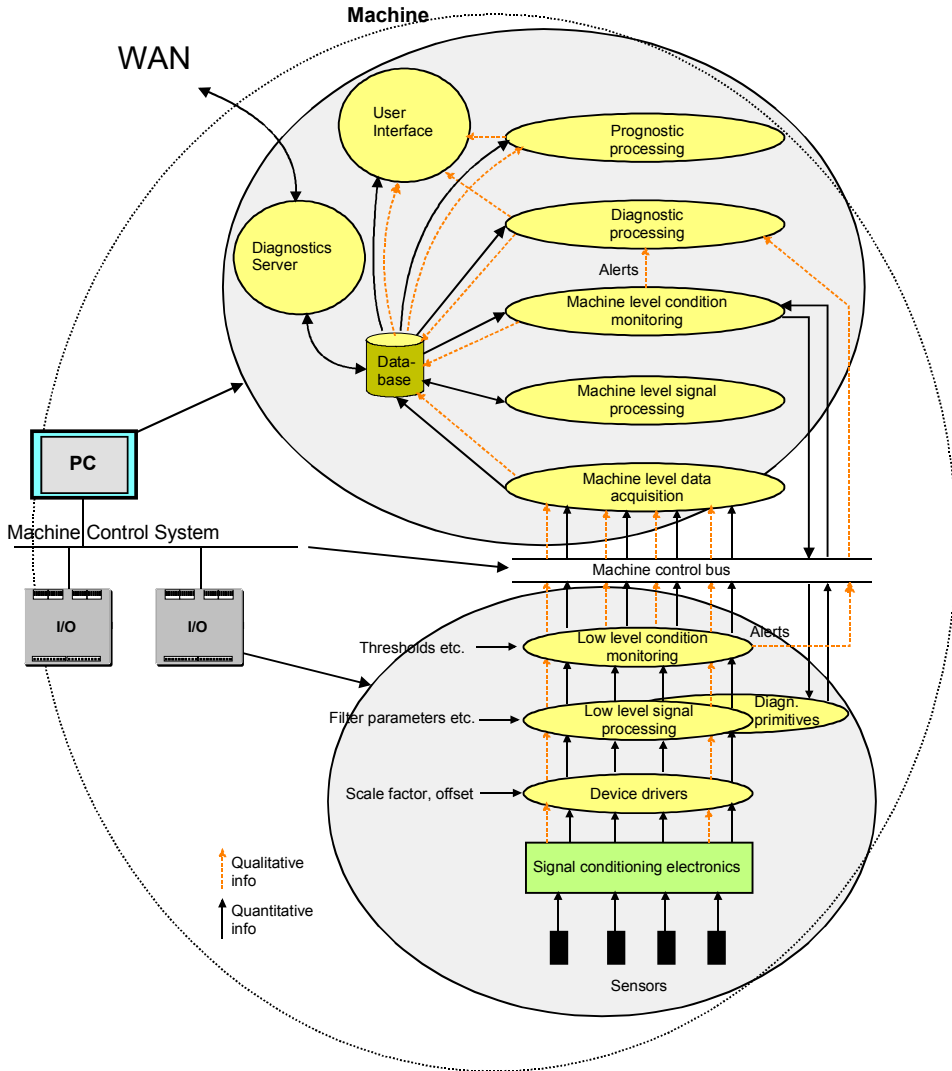 Machine
WAN
User
Interface
Prognostic
processing
Diagnostic
processing
Diagnostics
Server
Alerts
Machine level condition
monitoring
Data-
base
Machine level signal
processing
PC
Machine level data
acquisition
Machine Control System
Machine control bus
I/O
I/O
Thresholds etc.
Low level condition
monitoring
Alerts
Filter parameters etc.
Low level signal
processing
Diagn.
primitives
Scale factor, offset
Device drivers
Signal conditioning electronics
Qualitative
info
Quantitative
info
Sensors